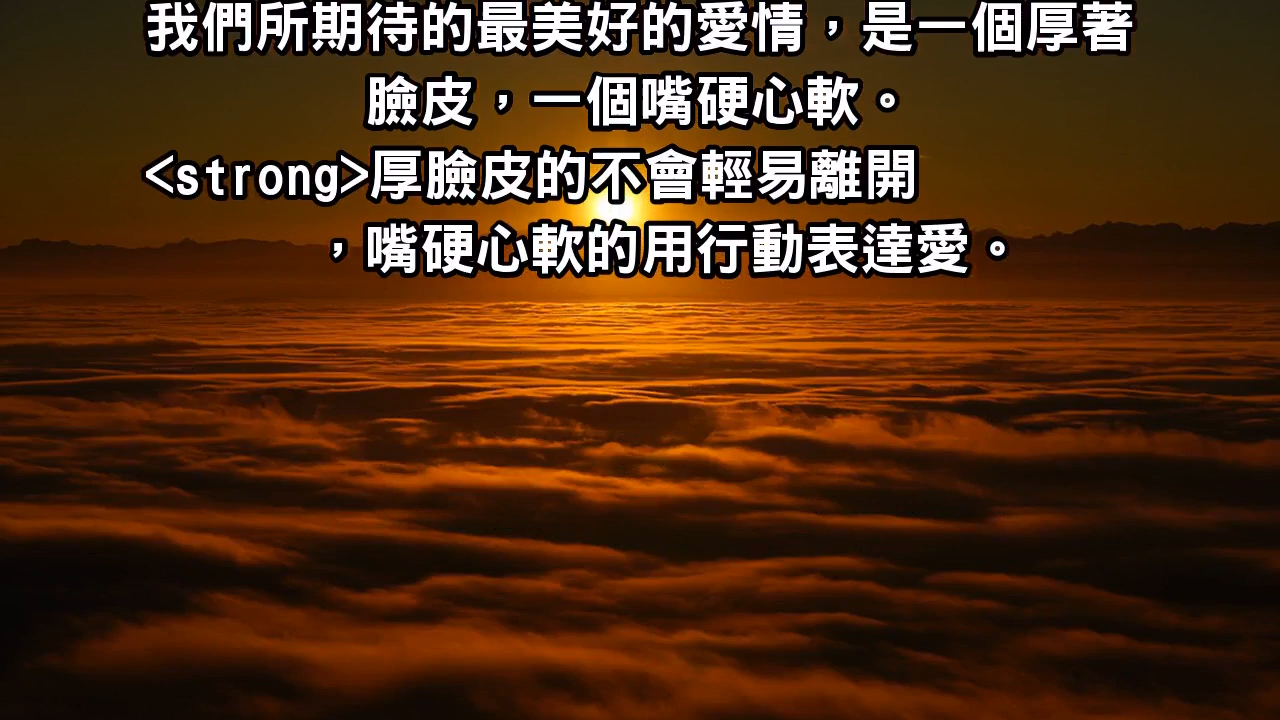 我們所期待的最美好的愛情，是一個厚著
臉皮，一個嘴硬心軟。
<strong>厚臉皮的不會輕易離開
，嘴硬心軟的用行動表達愛。